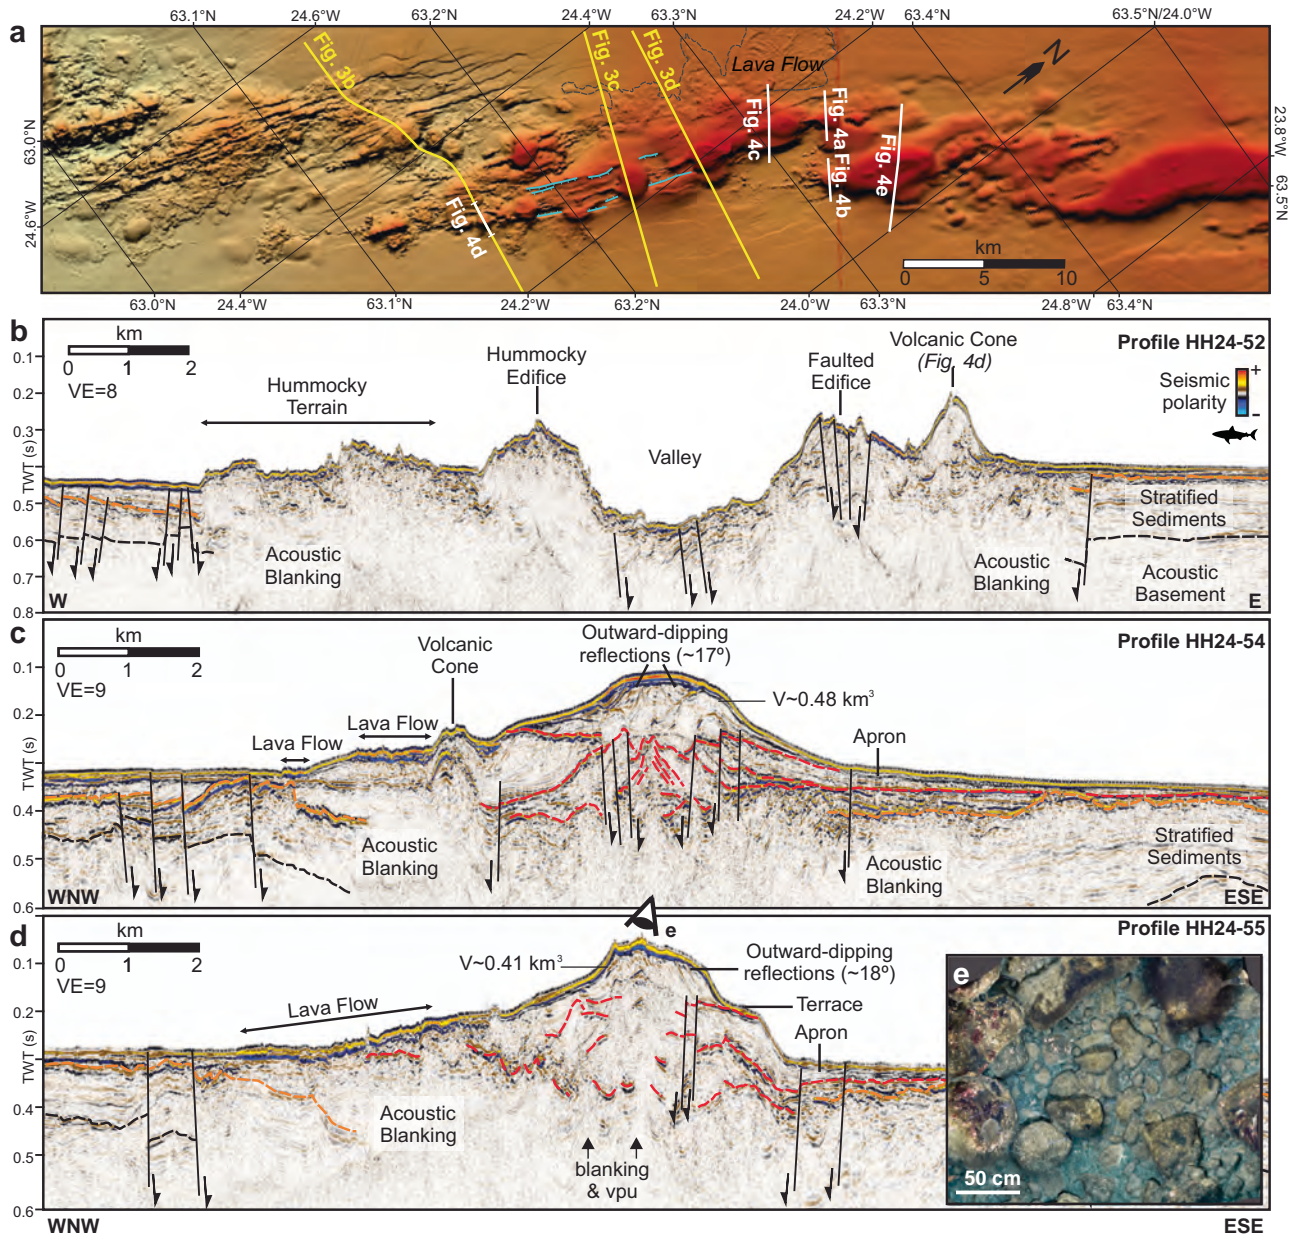 a
63.1°N
24.6°W
63.2°N
24.4°W
63.3°N
24.2°W
63.4°N
63.5°N/24.0°W
63.0°N
24.6°W
Fig. 3b
Fig. 3c
Fig. 3d
Lava Flow
Fig. 4c
Fig. 4a
Fig. 4b
Fig. 4e
Fig. 4d
N
23.8°W
63.5°N
km
0 5 10
63.0°N
24.4°W
63.1°N
24.2°W
63.2°N
24.0°W
63.3°N
24.8°W
63.4°N
b
km
0 1 2
VE=8
Hummocky
Terrain
Hummocky
Edifice
Valley
Faulted
Edifice
Volcanic Cone
(Fig. 4d)
Profile HH24-52
Seismic
polarity
+
-
TWT (s)
0.1
0.2
0.3
0.5
0.6
0.7
0.8
Acoustic
Blanking
Acoustic
Blanking
Stratified
Sediments
Acoustic
Basement
W
E
c
km
0 1 2
VE=9
Volcanic
Cone
Lava Flow
Lava Flow
Outward-dipping
reflections (~17º)
V~0.48 km³
Apron
Profile HH24-54
TWT (s)
0.1
0.2
0.3
0.4
0.5
0.6
Acoustic
Blanking
Acoustic
Blanking
Stratified
Sediments
WNW
ESE
d
km
0 1 2
VE=9
e
V~0.41 km³
Lava Flow
Outward-dipping
reflections (~18º)
Terrace
Apron
Profile HH24-55
TWT (s)
0.1
0.2
0.3
0.4
0.5
0.6
Acoustic
Blanking
blanking
& vpu
WNW
ESE
e
50 cm